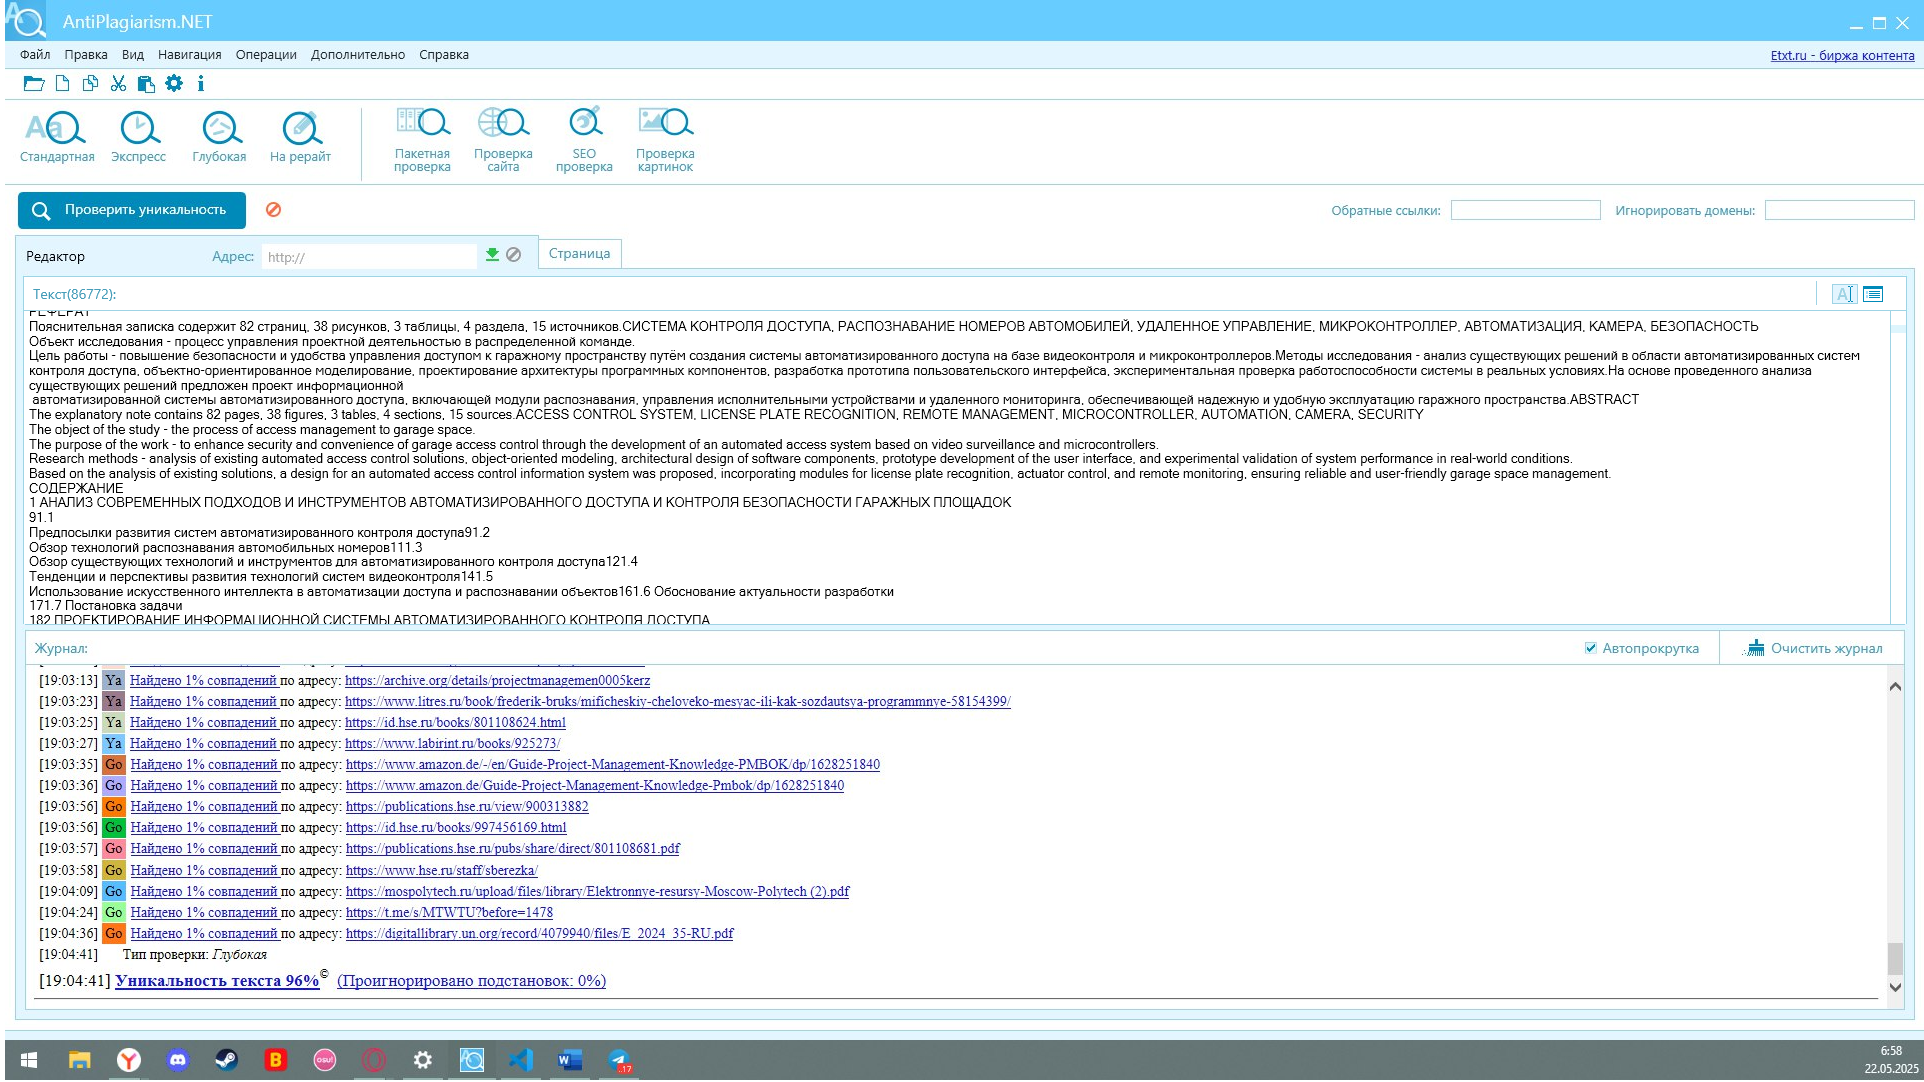 AntiPlagiarism.NET
Файл Правка Вид Навигация Операции Дополнительно Справка
Etxt.ru - биржа контента
Стандартная Экспресс Глубокая На рерайт
Пакетная проверка
Проверка сайта
SEO проверка
Проверка картинок
Проверить уникальность
Обратные ссылки: Игнорировать домены:
Редактор Адрес: http:// Страница
Текст(86772):
РЕФЕРАТ
Пояснительная записка содержит 82 страниц, 38 рисунков, 3 таблицы, 4 раздела, 15 источников.СИСТЕМА КОНТРОЛЯ ДОСТУПА, РАСПОЗНАВАНИЕ НОМЕРОВ АВТОМОБИЛЕЙ, УДАЛЕННОЕ УПРАВЛЕНИЕ, МИКРОКОНТРОЛЛЕР, АВТОМАТИЗАЦИЯ, КАМЕРА, БЕЗОПАСНОСТЬ
Объект исследования - процесс управления проектной деятельностью в распределенной команде.
Цель работы - повышение безопасности и удобства управления доступом к гаражному пространству путём создания системы автоматизированного доступа на базе видеоконтроля и микроконтроллеров.Методы исследования - анализ существующих решений в области автоматизированных систем
контроля доступа, объектно-ориентированное моделирование, проектирование архитектуры программных компонентов, разработка прототипа пользовательского интерфейса, экспериментальная проверка работоспособности системы в реальных условиях.На основе проведенного анализа
существующих решений предложен проект информационной
автоматизированной системы автоматизированного доступа, включающей модули распознавания, управления исполнительными устройствами и удаленного мониторинга, обеспечивающей надежную и удобную эксплуатацию гаражного пространства.ABSTRACT
The explanatory note contains 82 pages, 38 figures, 3 tables, 4 sections, 15 sources.ACCESS CONTROL SYSTEM, LICENSE PLATE RECOGNITION, REMOTE MANAGEMENT, MICROCONTROLLER, AUTOMATION, CAMERA, SECURITY
The object of the study - the process of access management to garage space.
The purpose of the work - to enhance security and convenience of garage access control through the development of an automated access system based on video surveillance and microcontrollers.
Research methods - analysis of existing automated access control solutions, object-oriented modeling, architectural design of software components, prototype development of the user interface, and experimental validation of system performance in real-world conditions.
Based on the analysis of existing solutions, a design for an automated access control information system was proposed, incorporating modules for license plate recognition, actuator control, and remote monitoring, ensuring reliable and user-friendly garage space management.
СОДЕРЖАНИЕ
1 АНАЛИЗ СОВРЕМЕННЫХ ПОДХОДОВ И ИНСТРУМЕНТОВ АВТОМАТИЗИРОВАННОГО ДОСТУПА И КОНТРОЛЯ БЕЗОПАСНОСТИ ГАРАЖНЫХ ПЛОЩАДОК
91.1
Предпосылки развития систем автоматизированного контроля доступа91.2
Обзор технологий распознавания автомобильных номеров111.3
Обзор существующих технологий и инструментов для автоматизированного контроля доступа121.4
Тенденции и перспективы развития технологий систем видеоконтроля141.5
Использование искусственного интеллекта в автоматизации доступа и распознавании объектов161.6 Обоснование актуальности разработки
171.7 Постановка задачи
182 ПРОЕКТИРОВАНИЕ ИНФОРМАЦИОННОЙ СИСТЕМЫ АВТОМАТИЗИРОВАННОГО КОНТРОЛЯ ДОСТУПА
Журнал: Автопрокрутка Очистить журнал
[19:03:13] Ya Найдено 1% совпадений по адресу: https://archive.org/details/projectmanagemen0005kerz
[19:03:23] Ya Найдено 1% совпадений по адресу: https://www.litres.ru/book/frederik-bruks/mificheskiy-cheloveko-mesyac-ili-kak-sozdautsya-programmnye-58154399/
[19:03:25] Ya Найдено 1% совпадений по адресу: https://id.hse.ru/books/801108624.html
[19:03:27] Ya Найдено 1% совпадений по адресу: https://www.labirint.ru/books/925273/
[19:03:35] Go Найдено 1% совпадений по адресу: https://www.amazon.de/-/en/Guide-Project-Management-Knowledge-PMBOK/dp/1628251840
[19:03:36] Go Найдено 1% совпадений по адресу: https://www.amazon.de/Guide-Project-Management-Knowledge-Pmbok/dp/1628251840
[19:03:56] Go Найдено 1% совпадений по адресу: https://publications.hse.ru/view/900313882
[19:03:56] Go Найдено 1% совпадений по адресу: https://id.hse.ru/books/997456169.html
[19:03:57] Go Найдено 1% совпадений по адресу: https://publications.hse.ru/pubs/share/direct/801108681.pdf
[19:03:58] Go Найдено 1% совпадений по адресу: https://www.hse.ru/staff/sberezka/
[19:04:09] Go Найдено 1% совпадений по адресу: https://mospolytech.ru/upload/files/library/Elektronnye-resursy-Moscow-Polytech (2).pdf
[19:04:24] Go Найдено 1% совпадений по адресу: https://t.me/s/MTWTU?before=1478
[19:04:36] Go Найдено 1% совпадений по адресу: https://digitallibrary.un.org/record/4079940/files/E_2024_35-RU.pdf
[19:04:41] Тип проверки: Глубокая
[19:04:41] Уникальность текста 96%© (Проигнорировано подстановок: 0%)
6:58
22.05.2025